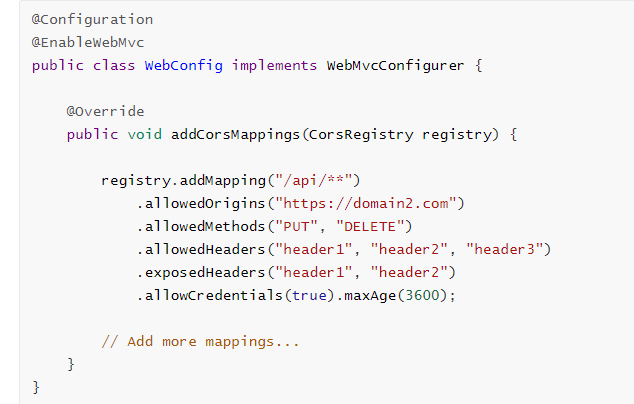 @Configuration
@EnableWebMvc
public class WebConfig implements WebMvcConfigurer {
@Override
public void addCorsMappings(CorsRegistry registry) {
registry.addMapping("/api/**")
.allowedOrigins("https://domain2.com")
.allowedMethods("PUT", "DELETE")
.allowedHeaders("header1", "header2", "header3")
.exposedHeaders("header1", "header2")
.allowCredentials(true).maxAge(3600);
// Add more mappings...
}
}